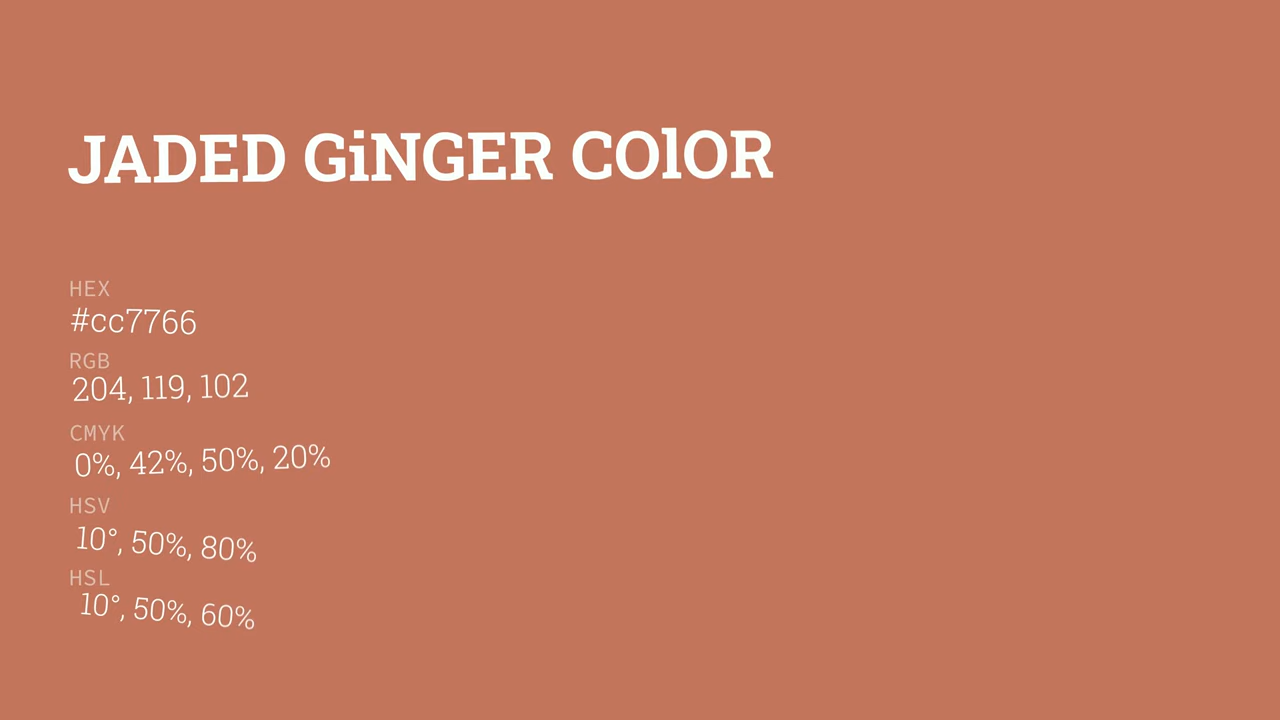 JADED GiNGER COlOR
HEX
#cc7766
RGB
204, 119, 102
CMYK
0%, 42%, 50%, 20%
HSV
10°, 50%, 80%
HSL
10°, 50%, 60%